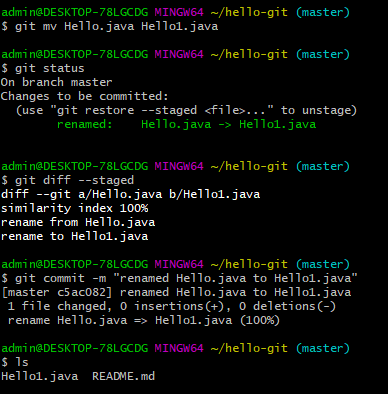 admin@DESKTOP-78LGCDG MINGW64 ~/hello-git (master)
$ git mv Hello.java Hello1.java
admin@DESKTOP-78LGCDG MINGW64 ~/hello-git (master)
$ git status
On branch master
Changes to be committed:
  (use "git restore --staged <file>..." to unstage)
        renamed:    Hello.java -> Hello1.java
admin@DESKTOP-78LGCDG MINGW64 ~/hello-git (master)
$ git diff --staged
diff --git a/Hello.java b/Hello1.java
similarity index 100%
rename from Hello.java
rename to Hello1.java
admin@DESKTOP-78LGCDG MINGW64 ~/hello-git (master)
$ git commit -m "renamed Hello.java to Hello1.java"
[master c5ac082] renamed Hello.java to Hello1.java
 1 file changed, 0 insertions(+), 0 deletions(-)
 rename Hello.java => Hello1.java (100%)
admin@DESKTOP-78LGCDG MINGW64 ~/hello-git (master)
$ ls
Hello1.java  README.md